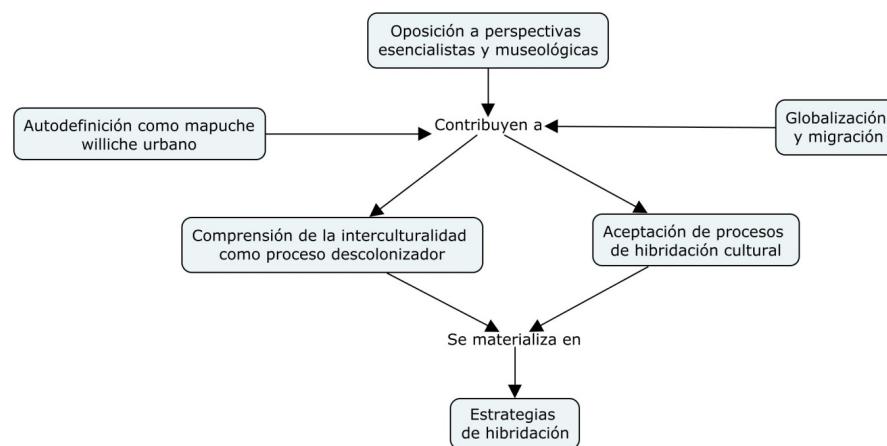 Oposición a perspectivas
esencialistas y museológicas
Autodefinición como mapuche
williche urbano
Contribuyen a
Globalización
y migración
Comprensión de la interculturalidad
como proceso descolonizador
Aceptación de procesos
de hibridación cultural
Se materializa en
Estrategias
de hibridación